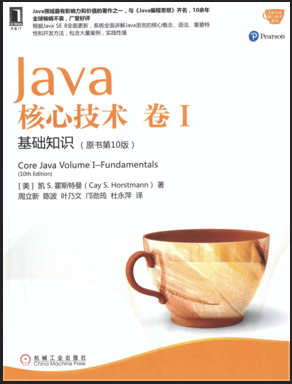 Java领域最有影响力和价值的著作之一，与《Java编程思想》齐名，10余年
全球畅销不衰，广受好评
根据Java SE 8全面更新，系统全面讲解Java语言的核心概念、语法、重要特
性和开发方法，包含大量案例，实践性强
Pearson
Java
核心技术 卷 I
基础知识（原书第10版）
Core Java Volume I—Fundamentals
(10th Edition)
[美] 凯 S. 霍斯特曼（Cay S. Horstmann） 著
周立新 陈波 叶乃文 邝劲筠 杜永萍 译
机械工业出版社
China Machine Press